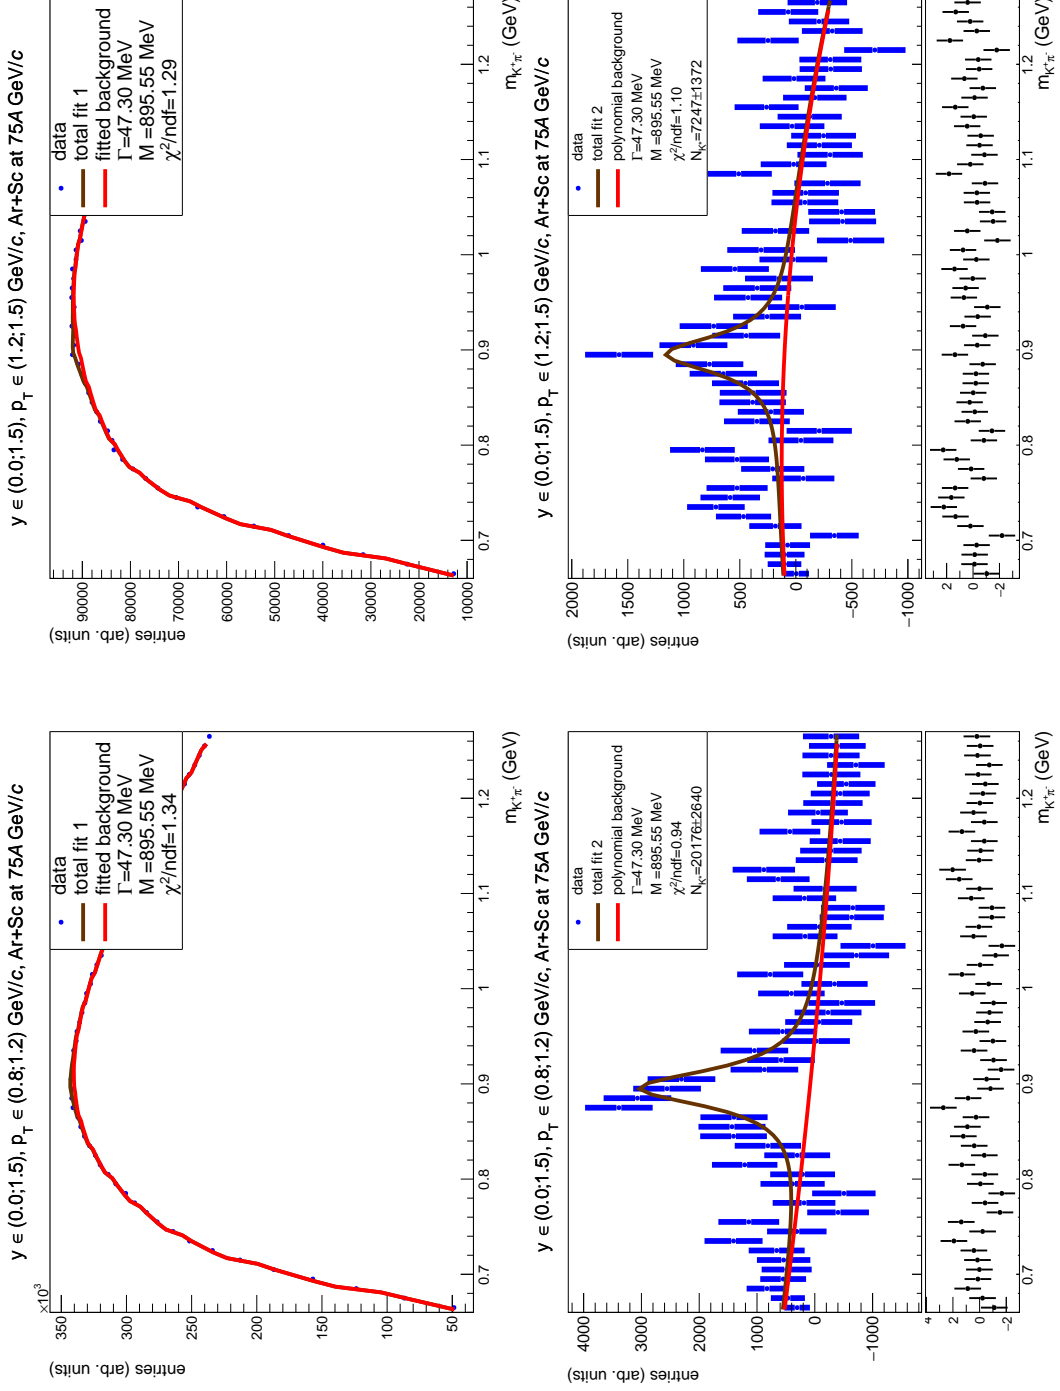 y ∈ (0.0;1.5), p_T ∈ (0.8;1.2) GeV/c, Ar+Sc at 75A GeV/c
×10³
entries (arb. units)
350
300
250
200
150
100
50
data
total fit 1
fitted background
Γ=47.30 MeV
M =895.55 MeV
χ²/ndf=1.34
0.7 0.8 0.9 1 1.1 1.2
m_{K⁺π⁻} (GeV)
y ∈ (0.0;1.5), p_T ∈ (1.2;1.5) GeV/c, Ar+Sc at 75A GeV/c
entries (arb. units)
90000
80000
70000
60000
50000
40000
30000
20000
10000
data
total fit 1
fitted background
Γ=47.30 MeV
M =895.55 MeV
χ²/ndf=1.29
0.7 0.8 0.9 1 1.1 1.2
m_{K⁺π⁻} (GeV)
y ∈ (0.0;1.5), p_T ∈ (0.8;1.2) GeV/c, Ar+Sc at 75A GeV/c
entries (arb. units)
4000
3000
2000
1000
0
−1000
data
total fit 2
polynomial background
Γ=47.30 MeV
M =895.55 MeV
χ²/ndf=0.94
N_{K*}=20176±2640
4
2
0
−2
0.7 0.8 0.9 1 1.1 1.2
m_{K⁺π⁻} (GeV)
y ∈ (0.0;1.5), p_T ∈ (1.2;1.5) GeV/c, Ar+Sc at 75A GeV/c
entries (arb. units)
2000
1500
1000
500
0
−500
−1000
data
total fit 2
polynomial background
Γ=47.30 MeV
M =895.55 MeV
χ²/ndf=1.10
N_{K*}=7247±1372
2
0
−2
0.7 0.8 0.9 1 1.1 1.2
m_{K⁺π⁻} (GeV)